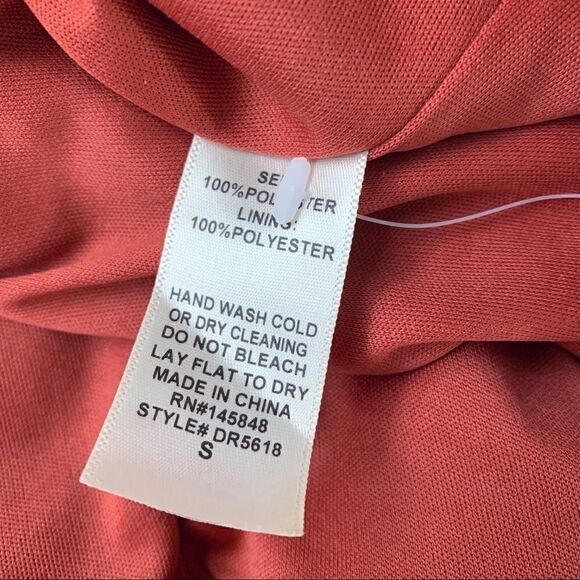 100%POLYESTER
LINING:
100%POLYESTER
HAND WASH COLD
OR DRY CLEANING
DO NOT BLEACH
LAY FLAT TO DRY
MADE IN CHINA
RN#145848
STYLE# DR5618
S